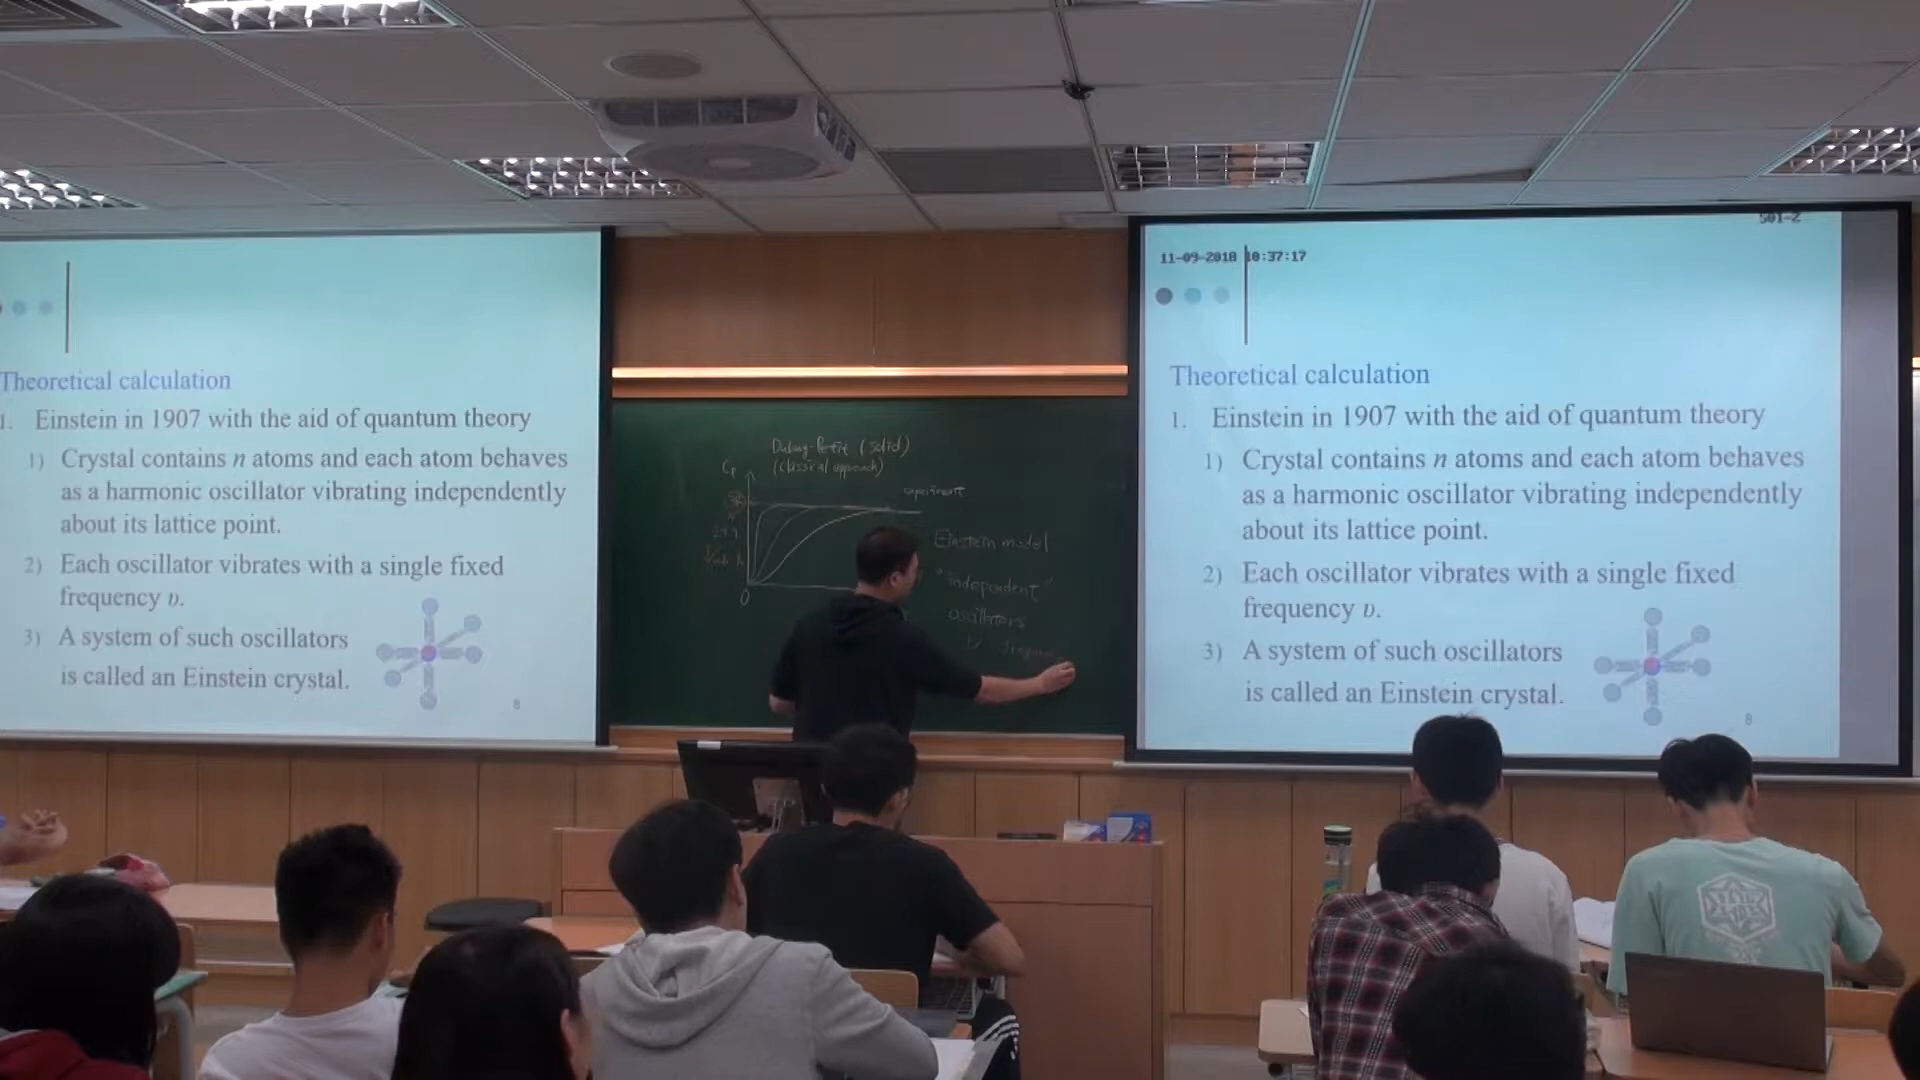 Theoretical calculation
1. Einstein in 1907 with the aid of quantum theory
1) Crystal contains n atoms and each atom behaves
as a harmonic oscillator vibrating independently
about its lattice point.
2) Each oscillator vibrates with a single fixed
frequency υ.
3) A system of such oscillators
is called an Einstein crystal.
8
Dulong-Petit (solid)
(classical approach)
Cp
experiment
0
Einstein model
"independent"
oscillators
501-2
11-09-2018 10:37:17
Theoretical calculation
1. Einstein in 1907 with the aid of quantum theory
1) Crystal contains n atoms and each atom behaves
as a harmonic oscillator vibrating independently
about its lattice point.
2) Each oscillator vibrates with a single fixed
frequency υ.
3) A system of such oscillators
is called an Einstein crystal.
8